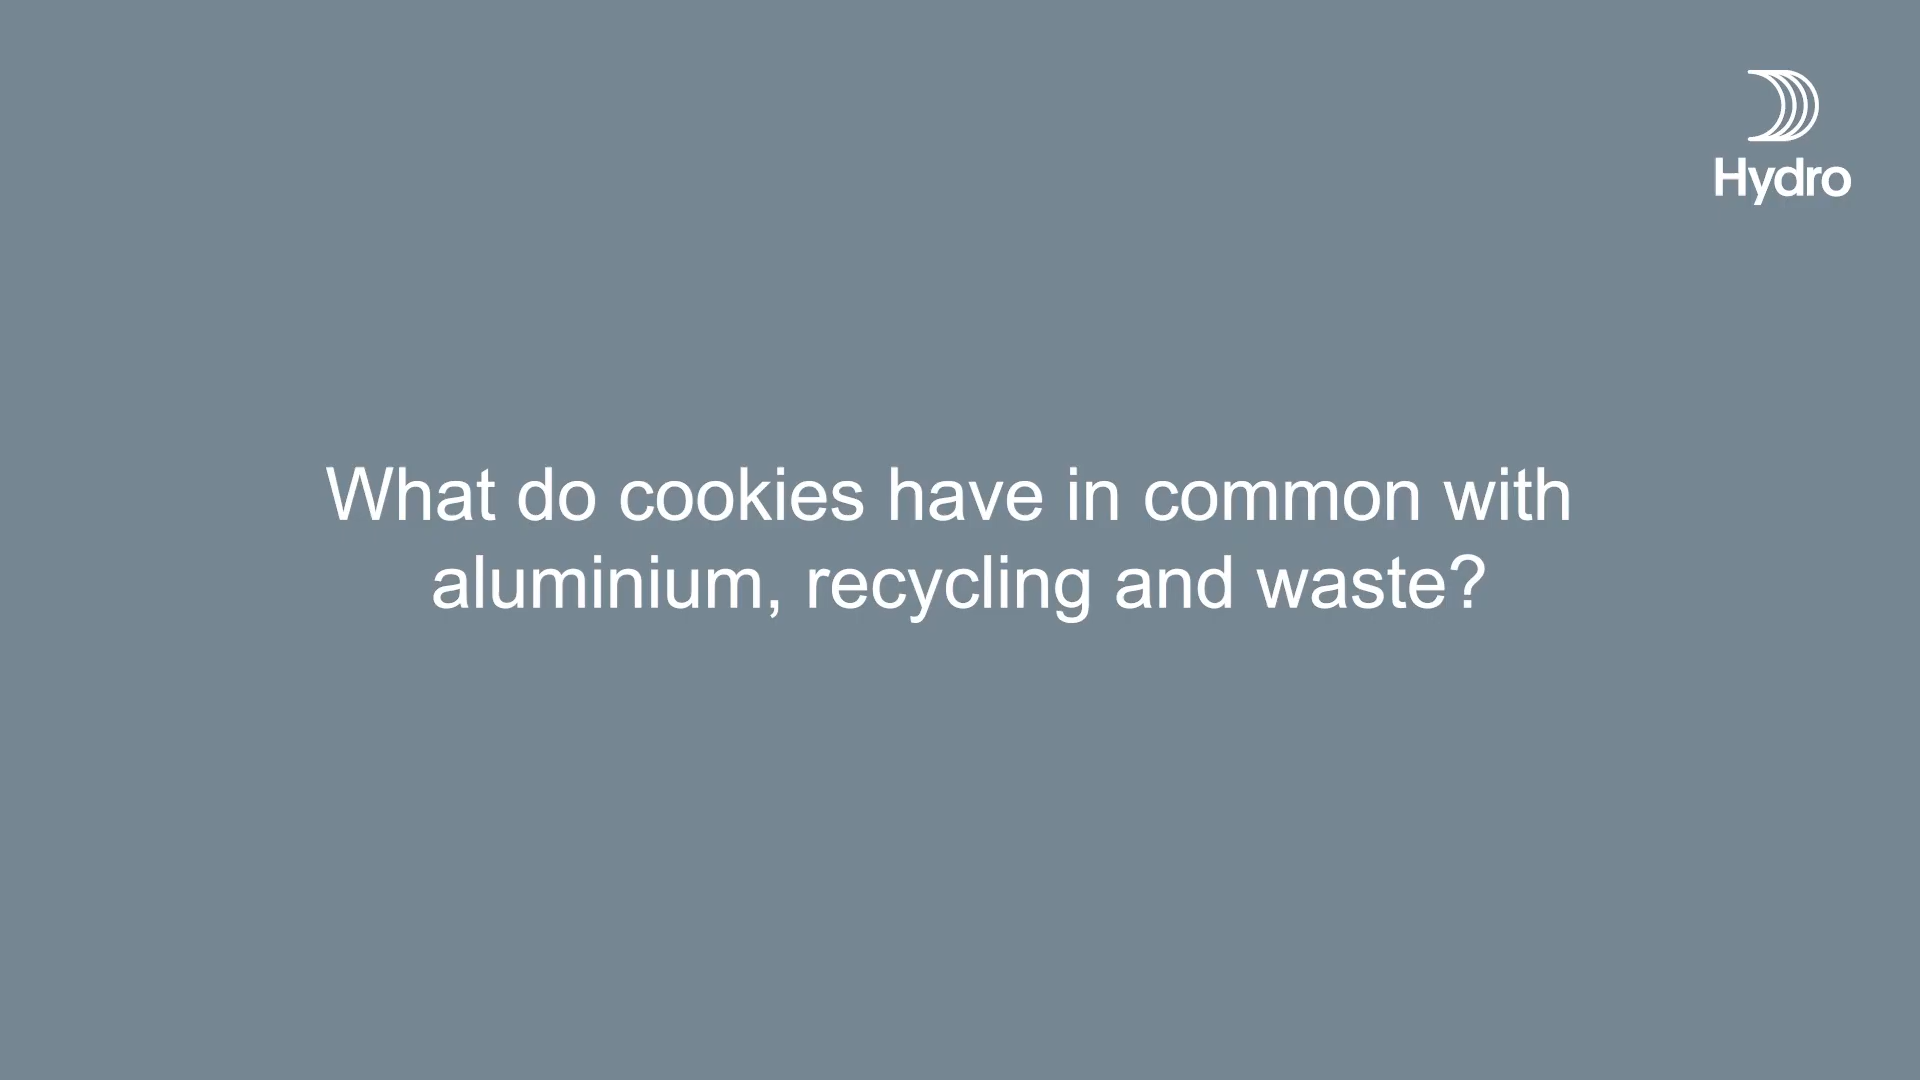 Hydro
What do cookies have in common with
aluminium, recycling and waste?